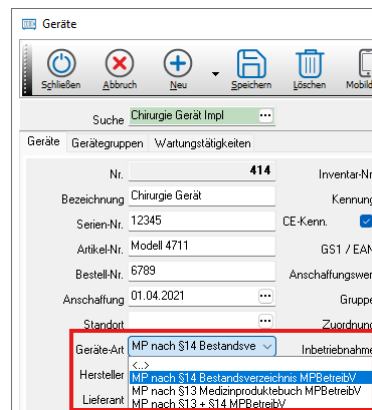 Geräte
Schließen Abbruch Neu Speichern Löschen
Suche Chirurgie Gerät Impl ...
Geräte Gerätegruppen Wartungstätigkeiten
Nr. 414 Inventar-Nr
Bezeichnung Chirurgie Gerät Kennung
Serien-Nr. 12345 CE-Kenn.
Artikel-Nr. Modell 4711 GS1 / EAN
Bestell-Nr. 6789 Anschaffungswer
Anschaffung 01.04.2021 ... Gruppe
Standort ... Zuordnung
Geräte-Art MP nach §14 Bestandsve Inbetriebnahme
<..>
Hersteller MP nach §14 Bestandsverzeichnis MPBetreibV
MP nach §13 Medizinproduktebuch MPBetreibV
Lieferant MP nach §13 + §14 MPBetreibV